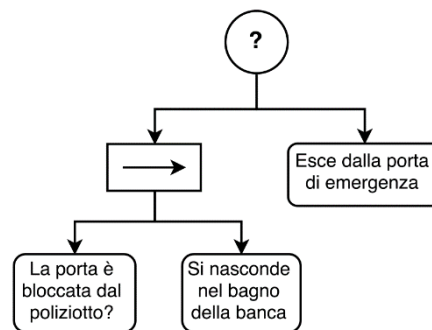 ?
Esce dalla porta
di emergenza
La porta è
bloccata dal
poliziotto?
Si nasconde
nel bagno
della banca